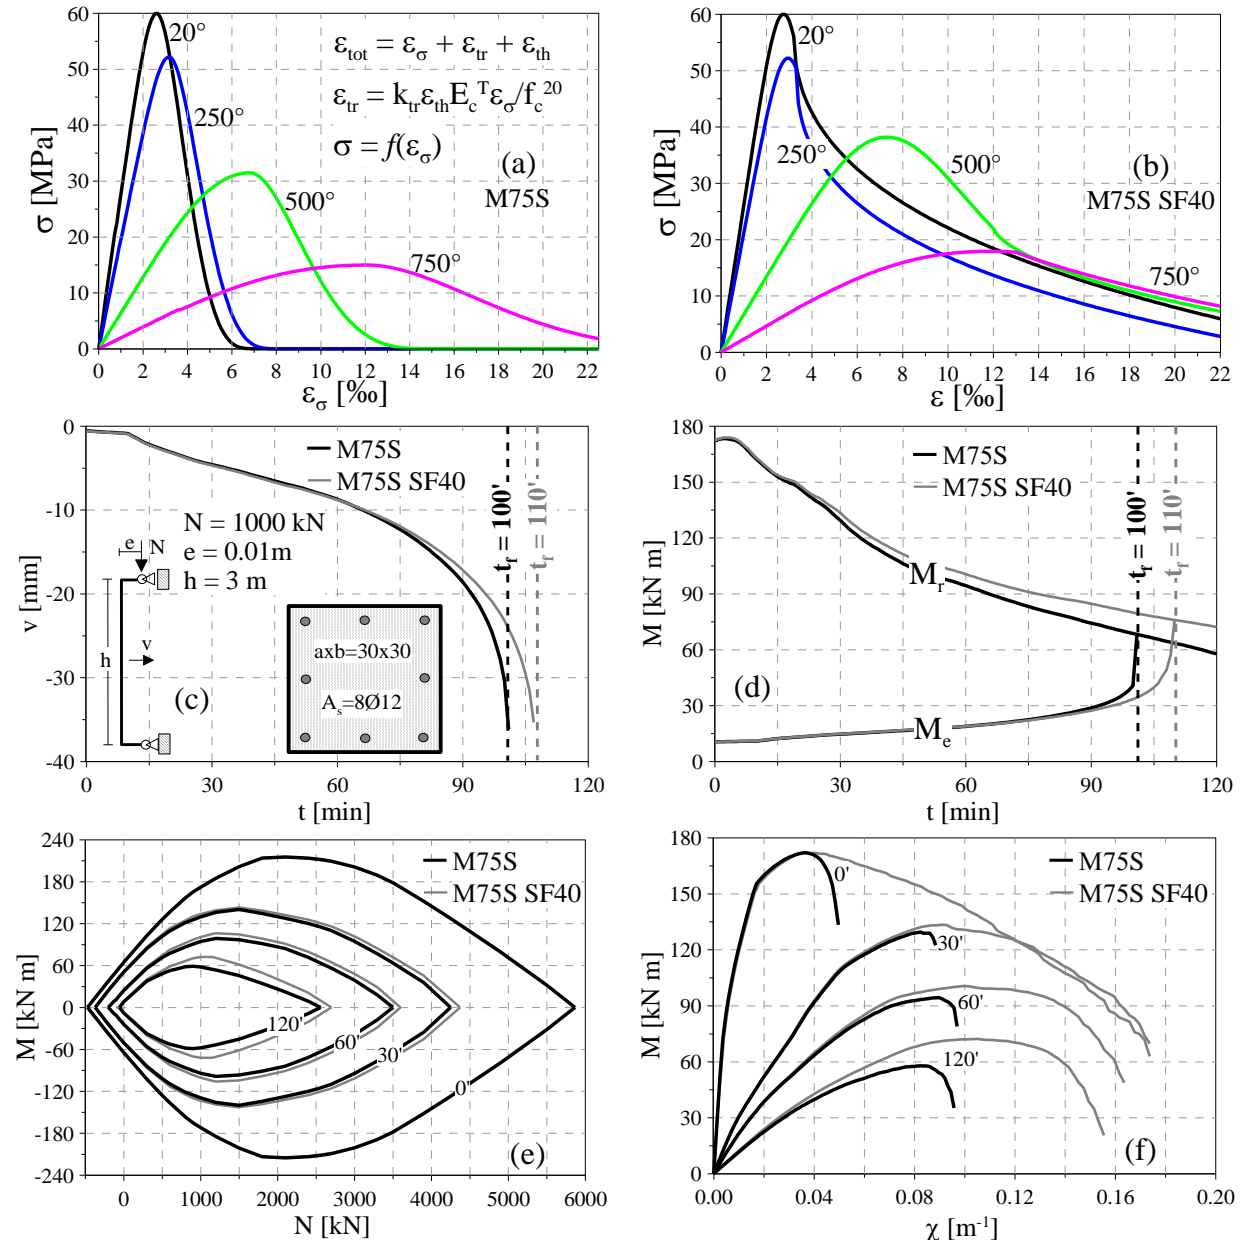 60
50
40
30
20
10
0
σ [MPa]
20°
250°
500°
750°
ε_tot = ε_σ + ε_tr + ε_th
ε_tr = k_tr ε_th E_c^T ε_σ/f_c^20
σ = f(ε_σ)
(a)
M75S
0 2 4 6 8 10 12 14 16 18 20 22
ε_σ [‰]
60
50
40
30
20
10
0
σ [MPa]
20°
250°
500°
750°
(b)
M75S SF40
0 2 4 6 8 10 12 14 16 18 20 22
ε [‰]
0
-10
-20
-30
-40
v [mm]
M75S
M75S SF40
N = 1000 kN
e = 0.01m
h = 3 m
e N
v
h
(c)
axb=30x30
A_s=8Ø12
t_f = 100'
t_f = 110'
0 30 60 90 120
t [min]
180
150
120
90
60
30
0
M [kN m]
M75S
M75S SF40
M_r
M_e
(d)
t_f = 100'
t_f = 110'
0 30 60 90 120
t [min]
240
180
120
60
0
-60
-120
-180
-240
M [kN m]
M75S
M75S SF40
120'
60'
30'
0'
(e)
0 1000 2000 3000 4000 5000 6000
N [kN]
180
150
120
90
60
30
0
M [kN m]
M75S
M75S SF40
0'
30'
60'
120'
(f)
0.00 0.04 0.08 0.12 0.16 0.20
χ [m⁻¹]